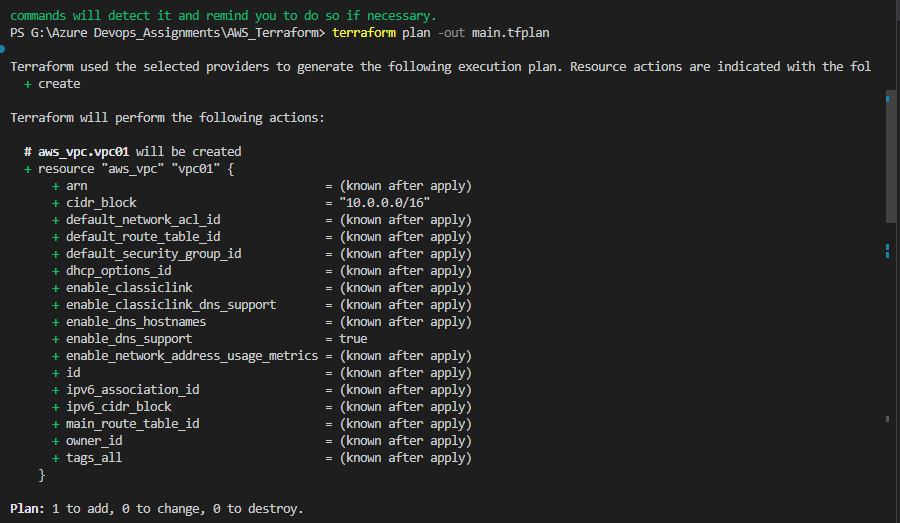 commands will detect it and remind you to do so if necessary.
PS G:\Azure Devops_Assignments\AWS_Terraform> terraform plan -out main.tfplan
Terraform used the selected providers to generate the following execution plan. Resource actions are indicated with the fol
+ create
Terraform will perform the following actions:
# aws_vpc.vpc01 will be created
+ resource "aws_vpc" "vpc01" {
+ arn = (known after apply)
+ cidr_block = "10.0.0.0/16"
+ default_network_acl_id = (known after apply)
+ default_route_table_id = (known after apply)
+ default_security_group_id = (known after apply)
+ dhcp_options_id = (known after apply)
+ enable_classiclink = (known after apply)
+ enable_classiclink_dns_support = (known after apply)
+ enable_dns_hostnames = (known after apply)
+ enable_dns_support = true
+ enable_network_address_usage_metrics = (known after apply)
+ id = (known after apply)
+ ipv6_association_id = (known after apply)
+ ipv6_cidr_block = (known after apply)
+ main_route_table_id = (known after apply)
+ owner_id = (known after apply)
+ tags_all = (known after apply)
}
Plan: 1 to add, 0 to change, 0 to destroy.